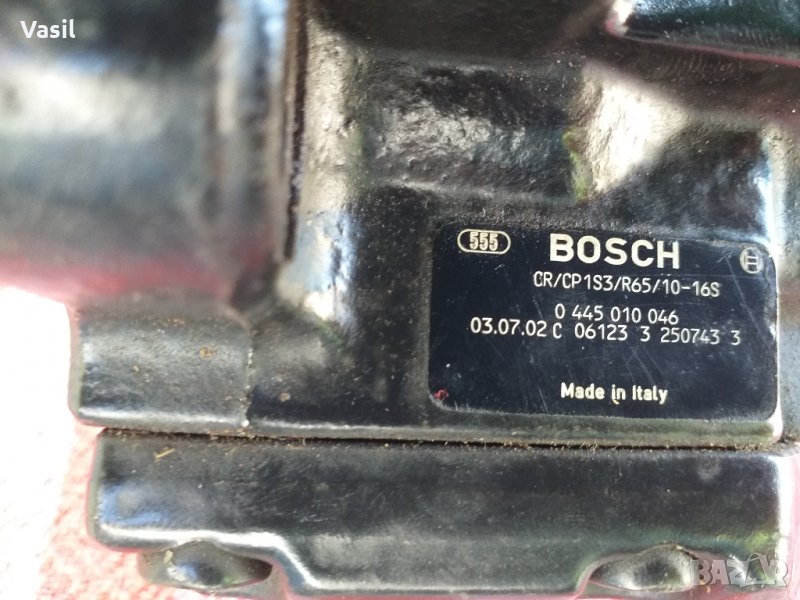 Vasil
555 BOSCH
CR/CP1S3/R65/10-16S
0 445 010 046
03.07.02 C 06123 3 250743 3
Made in Italy
BAZAR